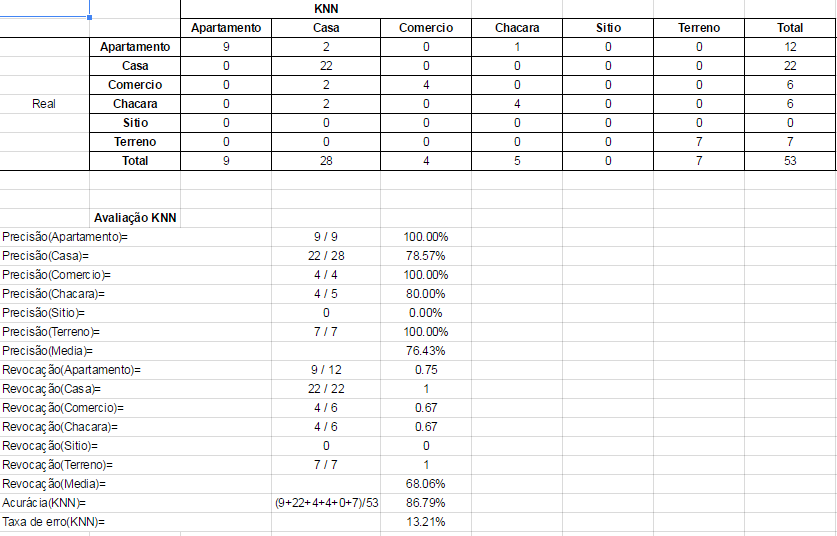 KNN
Apartamento Casa Comercio Chacara Sitio Terreno Total
Apartamento 9 2 0 1 0 0 12
Casa 0 22 0 0 0 0 22
Comercio 0 2 4 0 0 0 6
Real Chacara 0 2 0 4 0 0 6
Sitio 0 0 0 0 0 0 0
Terreno 0 0 0 0 0 7 7
Total 9 28 4 5 0 7 53
Avaliação KNN
Precisão(Apartamento)= 9 / 9 100.00%
Precisão(Casa)= 22 / 28 78.57%
Precisão(Comercio)= 4 / 4 100.00%
Precisão(Chacara)= 4 / 5 80.00%
Precisão(Sitio)= 0 0.00%
Precisão(Terreno)= 7 / 7 100.00%
Precisão(Media)= 76.43%
Revocação(Apartamento)= 9 / 12 0.75
Revocação(Casa)= 22 / 22 1
Revocação(Comercio)= 4 / 6 0.67
Revocação(Chacara)= 4 / 6 0.67
Revocação(Sitio)= 0 0
Revocação(Terreno)= 7 / 7 1
Revocação(Media)= 68.06%
Acurácia(KNN)= (9+22+4+4+0+7)/53 86.79%
Taxa de erro(KNN)= 13.21%